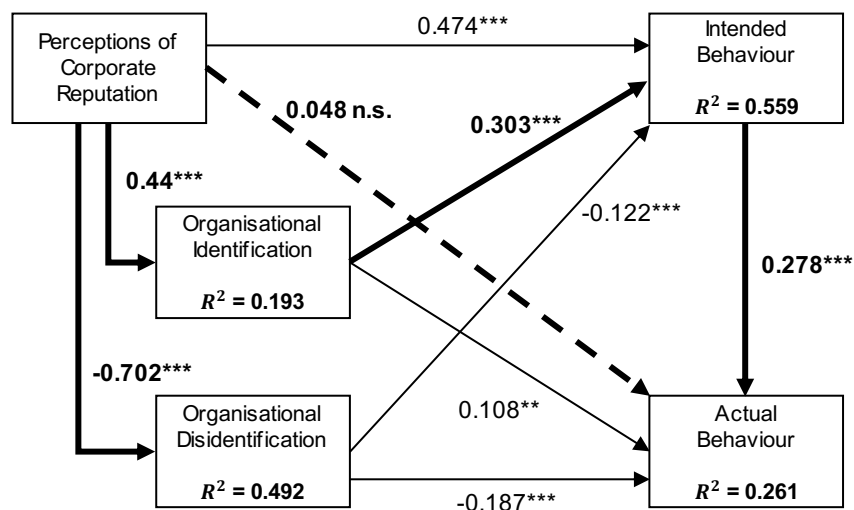 Perceptions of
Corporate
Reputation
0.474***
Intended
Behaviour
R² = 0.559
0.048 n.s.
0.303***
0.44***
-0.122***
Organisational
Identification
R² = 0.193
0.278***
-0.702***
0.108**
Organisational
Disidentification
R² = 0.492
-0.187***
Actual
Behaviour
R² = 0.261